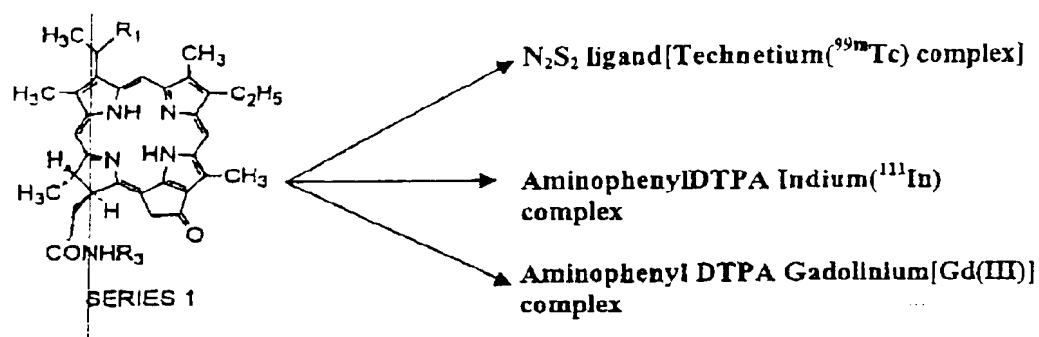 H₃C R₁
CH₃
H₃C
C₂H₅
NH N
N HN
H
H₃C
CH₃
H
O
CONHR₃
SERIES 1
N₂S₂ ligand[Technetium(⁹⁹ᵐTc) complex]
AminophenylDTPA Indium(¹¹¹In)
complex
Aminophenyl DTPA Gadolinium[Gd(III)]
complex